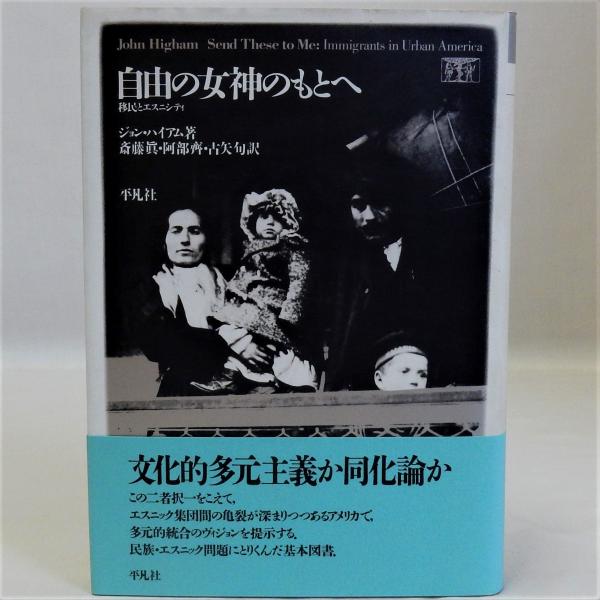 John Higham Send These to Me: Immigrants in Urban America
自由の女神のもとへ
移民とエスニシティ
ジョン・ハイアム著
斎藤眞・阿部齊・古矢旬訳
平凡社
文化的多元主義か同化論か
この二者択一をこえて,
エスニック集団間の亀裂が深まりつつあるアメリカで,
多元的統合のヴィジョンを提示する.
民族・エスニック問題にとりくんだ基本図書.
平凡社